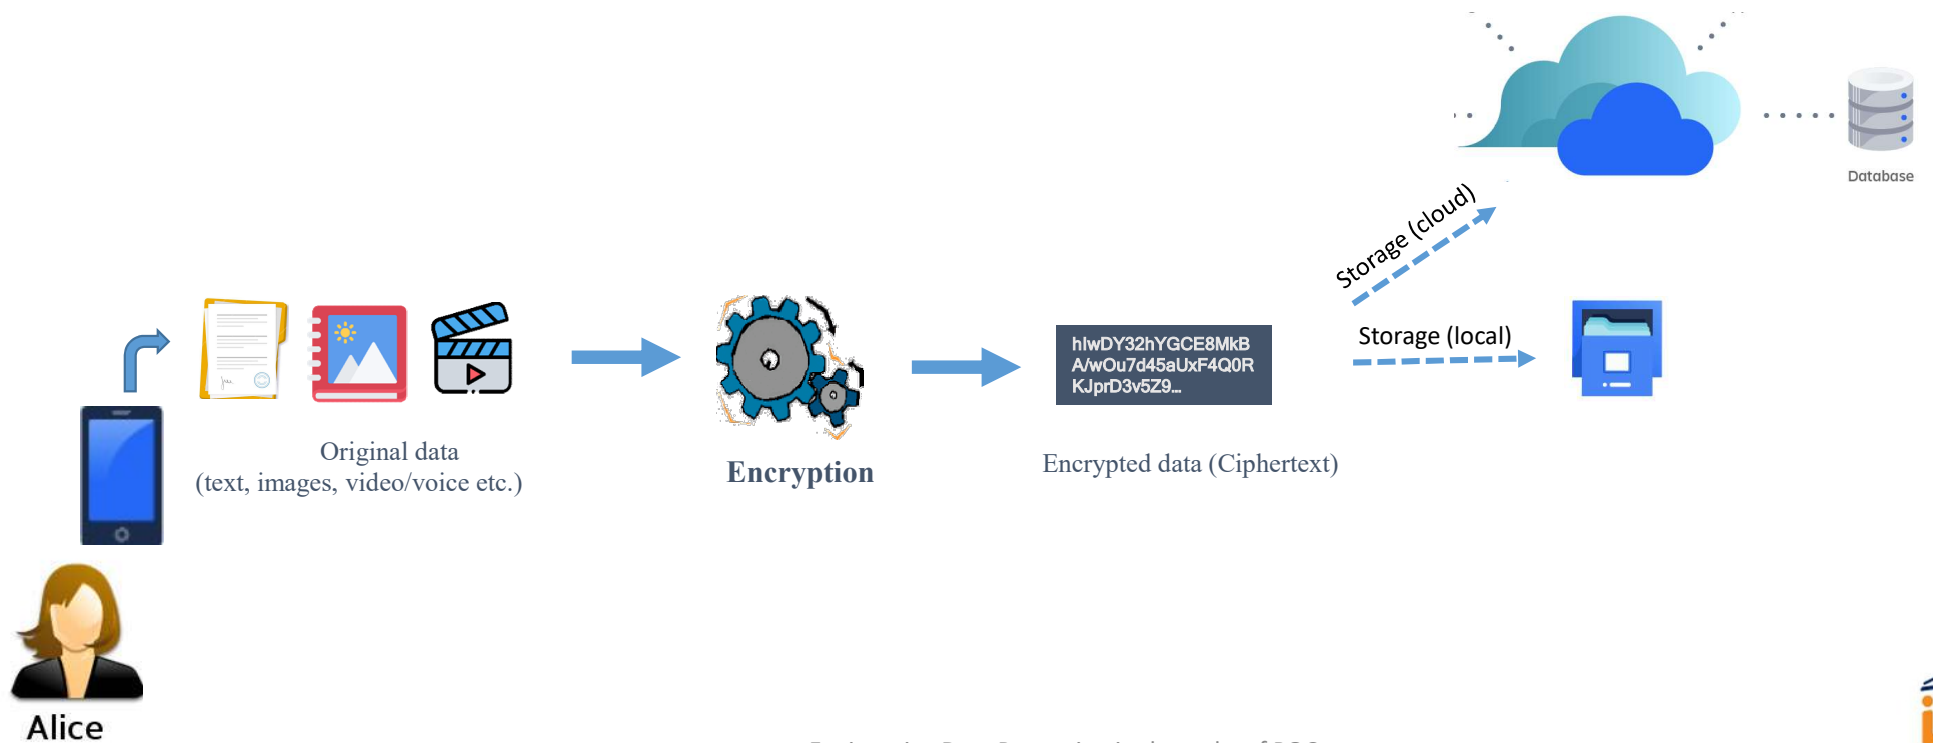 Database
Storage (cloud)
Storage (local)
hIwDY32hYGCE8MkB
A/wOu7d45aUxF4Q0R
KJprD3v5Z9...
Original data
(text, images, video/voice etc.)
Encryption
Encrypted data (Ciphertext)
Alice